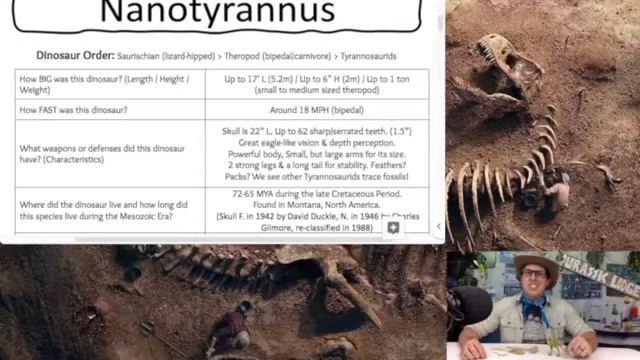 Nanotyrannus
Dinosaur Order: Saurischian (lizard-hipped) > Theropod (bipedal/carnivore) > Tyrannosaurids
How BIG was this dinosaur? (Length / Height /
Weight)
Up to 17' L (5.2m) / Up to 6" H (2m) / Up to 1 ton
(small to medium sized theropod)
How FAST was this dinosaur?
Around 18 MPH (bipedal)
What weapons or defenses did this dinosaur
have? (Characteristics)
Skull is 22" L. Up to 62 sharp/serrated teeth. (1.5")
Great eagle-like vision & depth perception.
Powerful body, Small, but large arms for its size.
2 strong legs & a long tail for stability. Feathers?
Packs? We see other Tyrannosaurids trace fossils!
Where did the dinosaur live and how long did
this species live during the Mesozoic Era?
72-65 MYA during the late Cretaceous Period.
Found in Montana, North America.
(Skull F. in 1942 by David Duckle, N. in 1946 by Charles
Gilmore, re-classified in 1988)
JURASSIC JUDGE